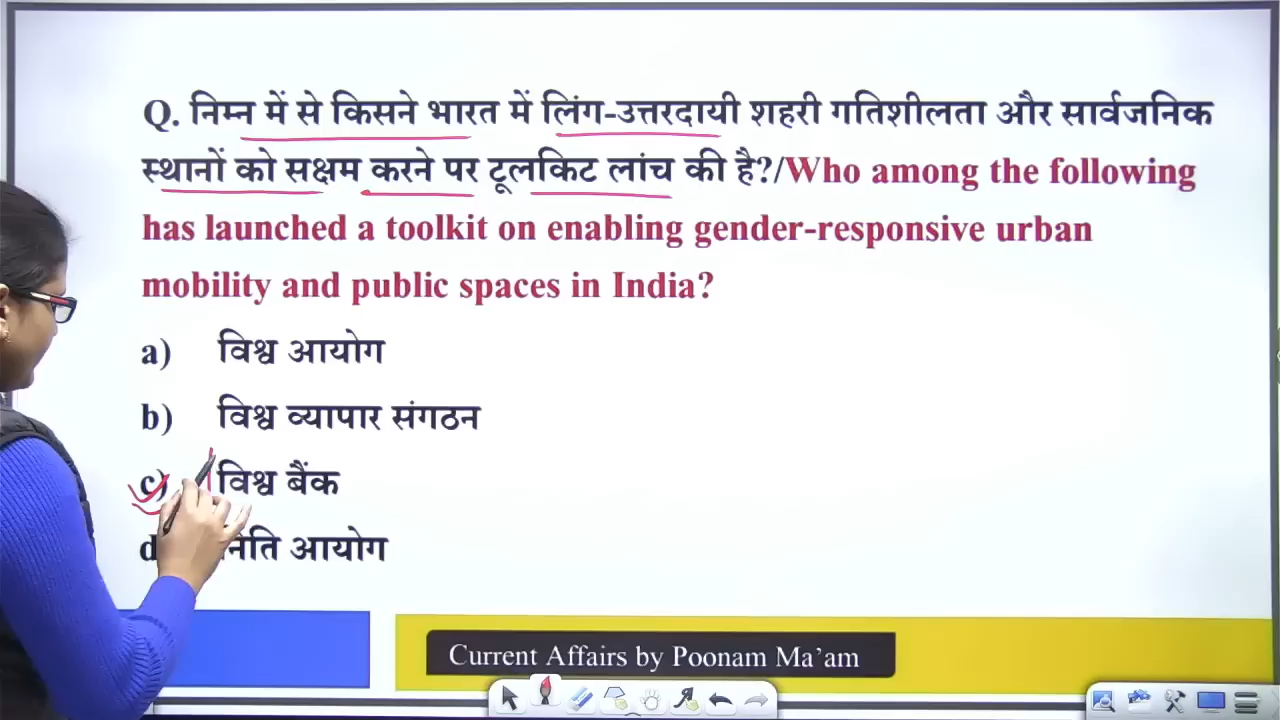 Q. निम्न में से किसने भारत में लिंग-उत्तरदायी शहरी गतिशीलता और सार्वजनिक
स्थानों को सक्षम करने पर टूलकिट लांच की है?/Who among the following
has launched a toolkit on enabling gender-responsive urban
mobility and public spaces in India?
a) विश्व आयोग
b) विश्व व्यापार संगठन
c) विश्व बैंक
आयोग
Current Affairs by Poonam Ma'am